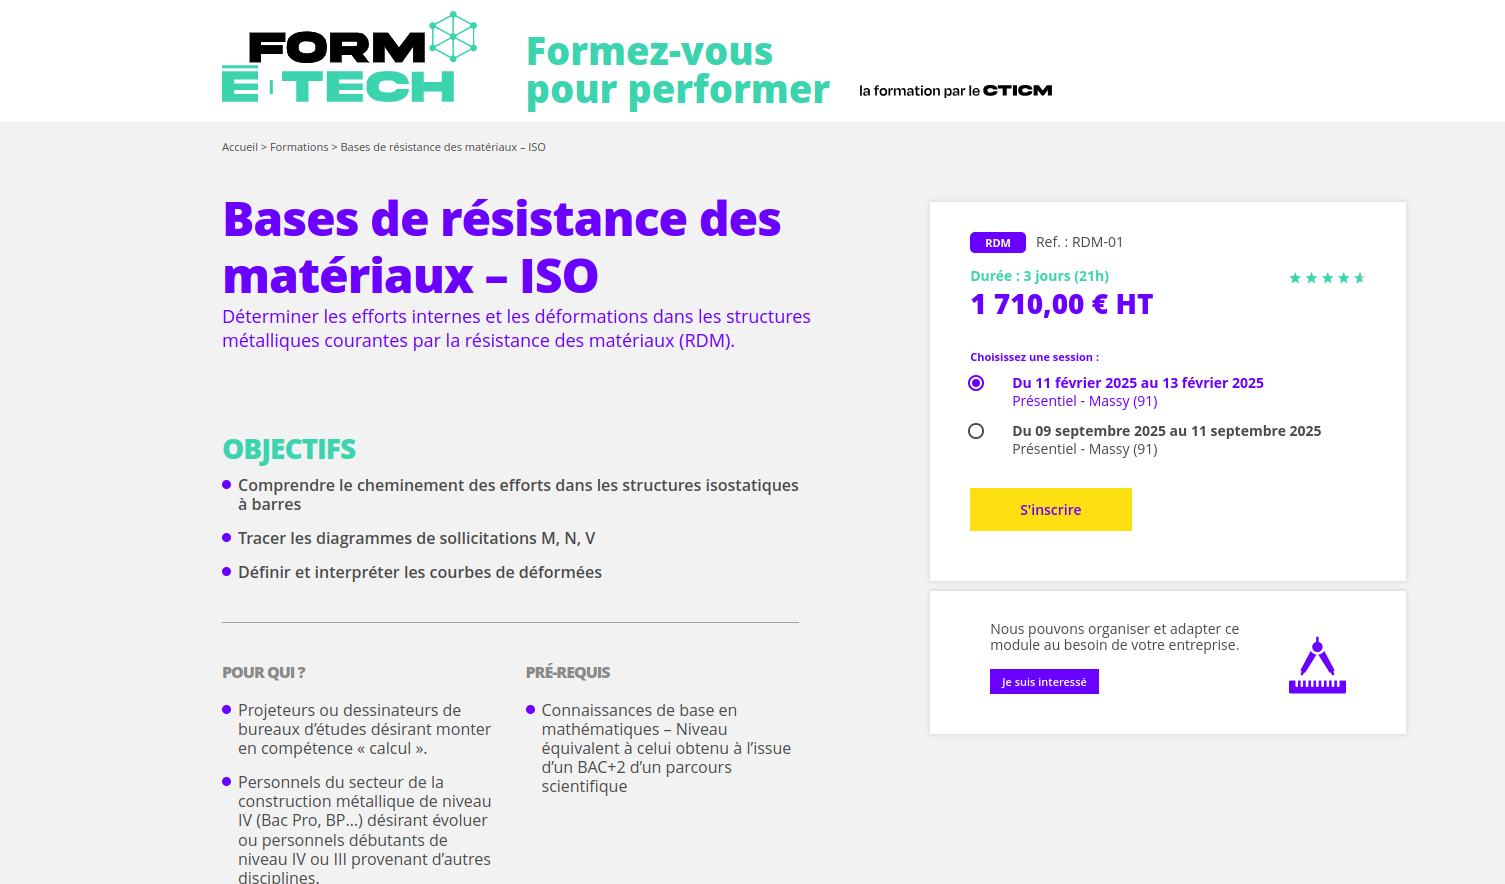 FORM
É TECH
Formez-vous
pour performer
la formation par le CTICM
Accueil > Formations > Bases de résistance des matériaux – ISO
Bases de résistance des
matériaux – ISO
Déterminer les efforts internes et les déformations dans les structures
métalliques courantes par la résistance des matériaux (RDM).
OBJECTIFS
Comprendre le cheminement des efforts dans les structures isostatiques
à barres
Tracer les diagrammes de sollicitations M, N, V
Définir et interpréter les courbes de déformées
POUR QUI ?
Projeteurs ou dessinateurs de
bureaux d’études désirant monter
en compétence « calcul ».
Personnels du secteur de la
construction métallique de niveau
IV (Bac Pro, BP…) désirant évoluer
ou personnels débutants de
niveau IV ou III provenant d’autres
disciplines.
PRÉ-REQUIS
Connaissances de base en
mathématiques – Niveau
équivalent à celui obtenu à l’issue
d’un BAC+2 d’un parcours
scientifique
RDM Ref. : RDM-01
Durée : 3 jours (21h)
1 710,00 € HT
Choisissez une session :
Du 11 février 2025 au 13 février 2025
Présentiel - Massy (91)
Du 09 septembre 2025 au 11 septembre 2025
Présentiel - Massy (91)
S'inscrire
Nous pouvons organiser et adapter ce
module au besoin de votre entreprise.
Je suis interessé